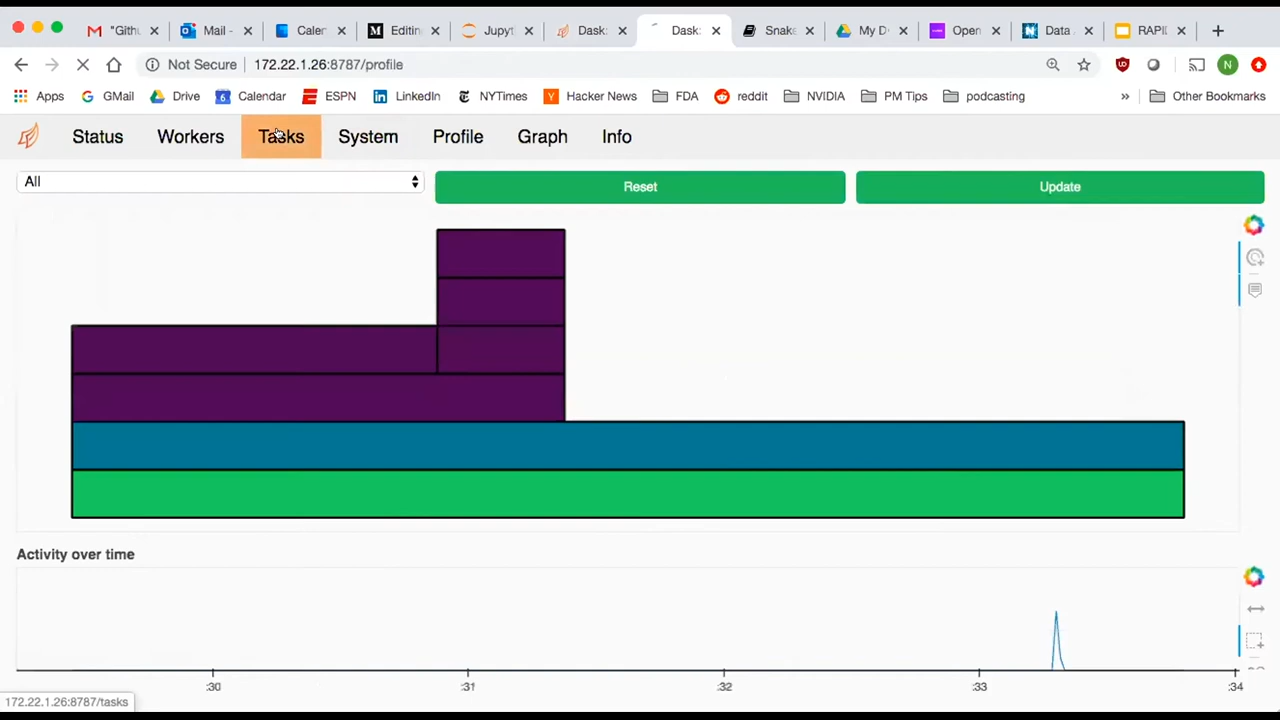 "Githu
Mail -
Calen
Editin
Jupyt
Dask:
Dask:
Snake
My D
Open
Data
RAPID
Not Secure
172.22.1.26:8787/profile
Apps
GMail
Drive
Calendar
ESPN
LinkedIn
NYTimes
Hacker News
FDA
reddit
NVIDIA
PM Tips
podcasting
»
Other Bookmarks
Status
Workers
Tasks
System
Profile
Graph
Info
All
Reset
Update
Activity over time
:30
:31
:32
:33
:34
172.22.1.26:8787/tasks